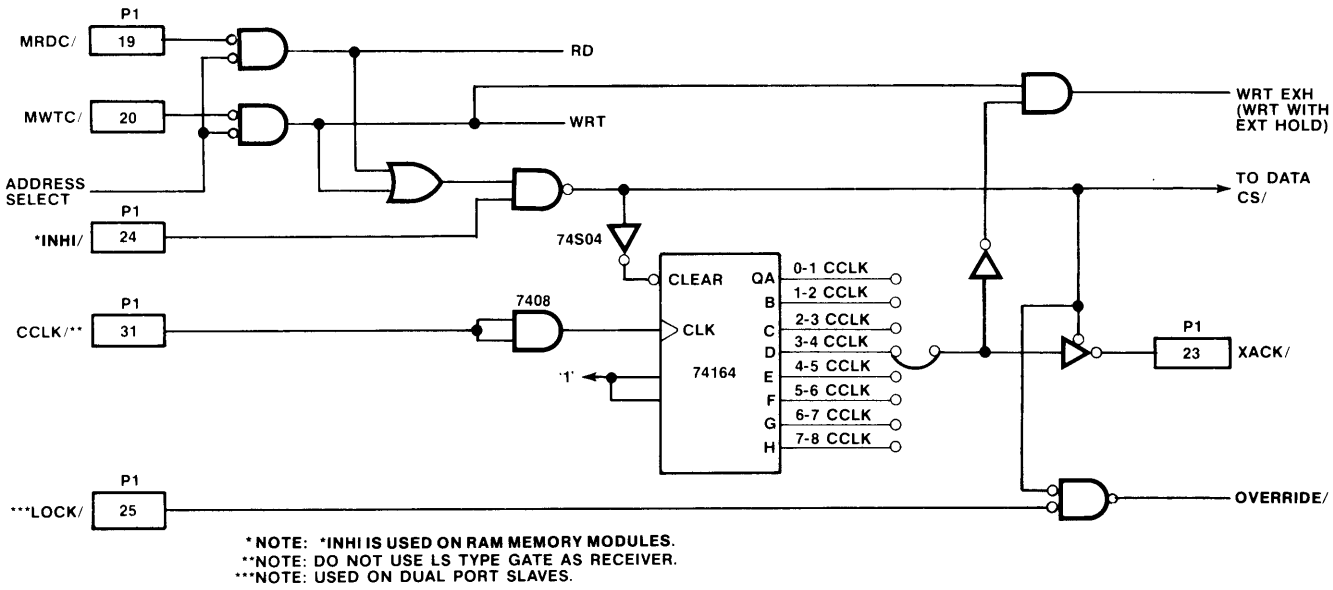 P1
MRDC/ 19
RD
P1
MWTC/ 20
WRT
WRT EXH
(WRT WITH
EXT HOLD)
ADDRESS
SELECT
TO DATA
CS/
P1
*INHI/ 24
74S04
CLEAR
QA 0-1 CCLK
B 1-2 CCLK
C 2-3 CCLK
D 3-4 CCLK
E 4-5 CCLK
F 5-6 CCLK
G 6-7 CCLK
H 7-8 CCLK
P1
CCLK/** 31
7408
CLK
74164
'1'
P1
23 XACK/
P1
***LOCK/ 25
OVERRIDE/
*NOTE: *INHI IS USED ON RAM MEMORY MODULES.
**NOTE: DO NOT USE LS TYPE GATE AS RECEIVER.
***NOTE: USED ON DUAL PORT SLAVES.